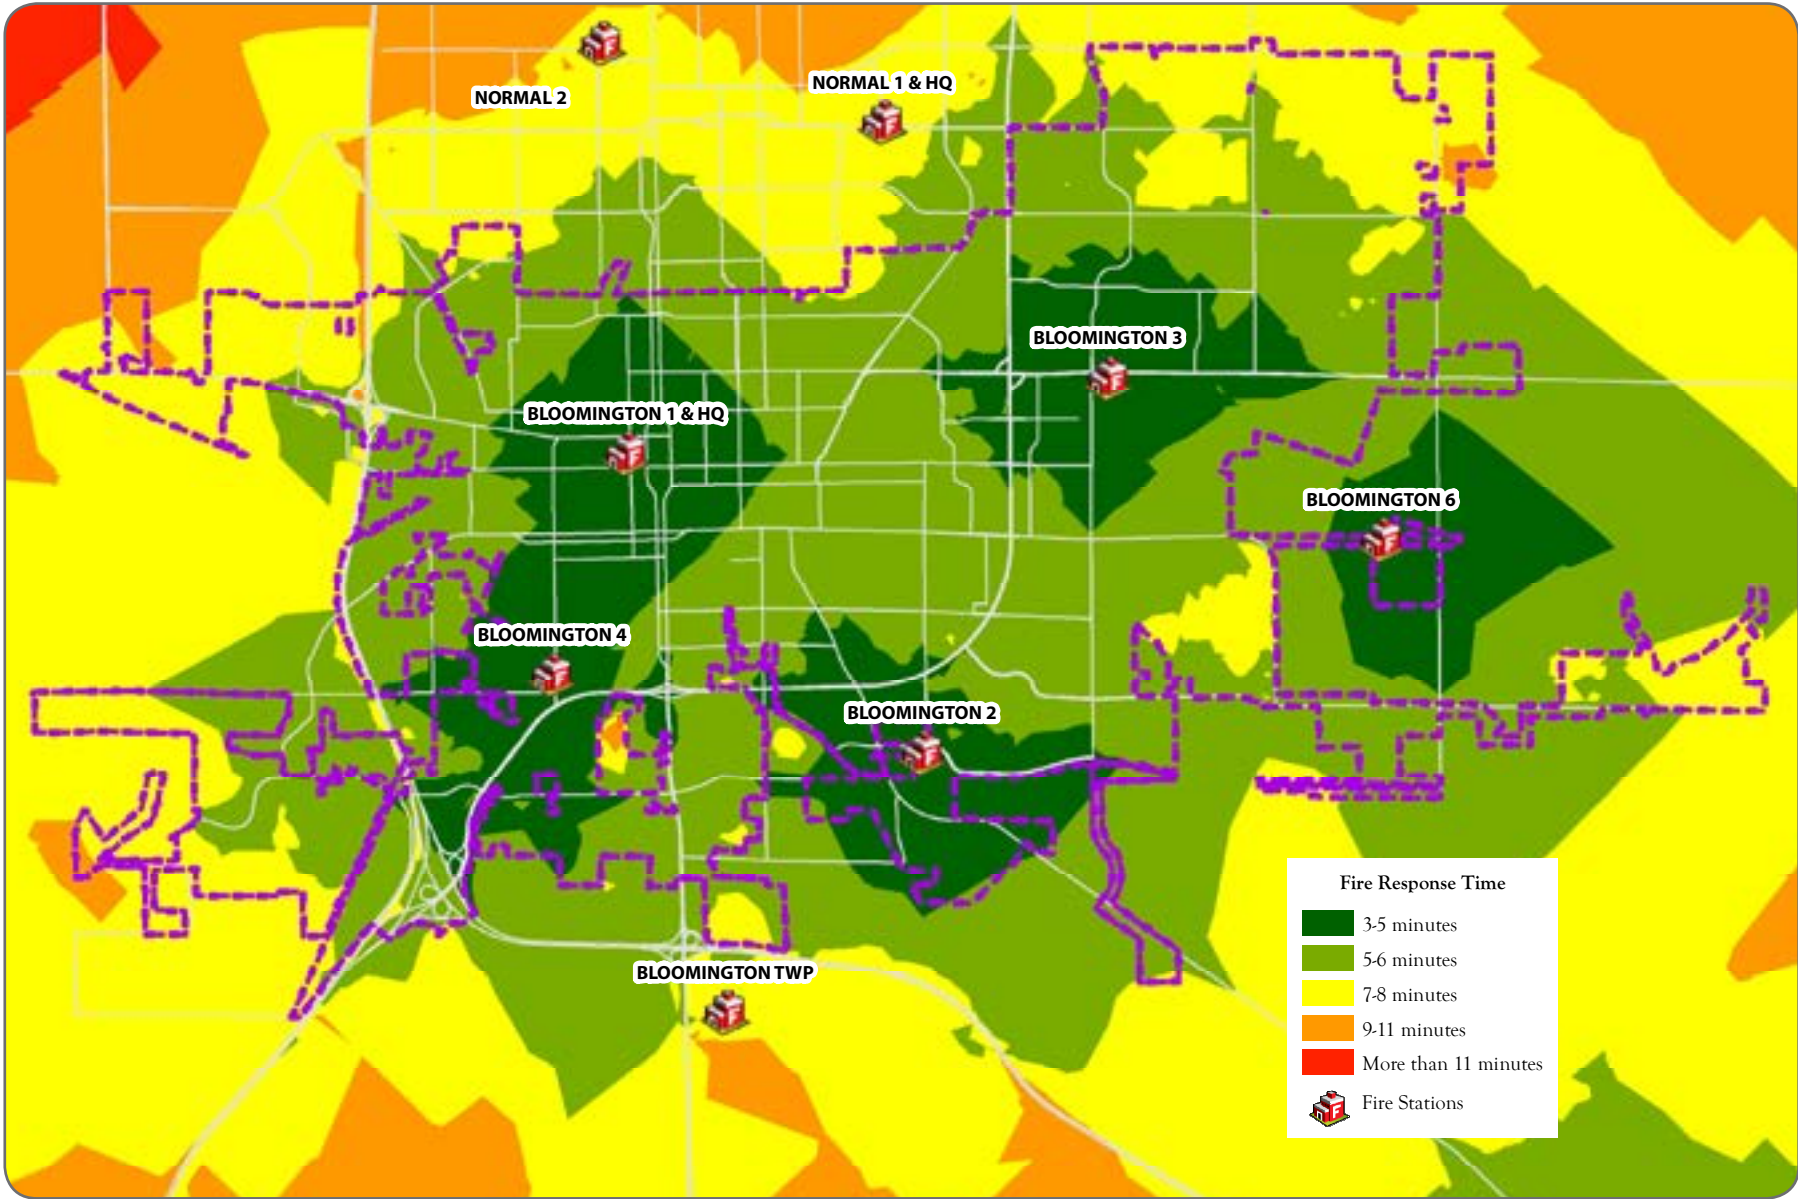 NORMAL 2
NORMAL 1 & HQ
BLOOMINGTON 3
BLOOMINGTON 1 & HQ
BLOOMINGTON 6
BLOOMINGTON 4
BLOOMINGTON 2
BLOOMINGTON TWP
Fire Response Time
3-5 minutes
5-6 minutes
7-8 minutes
9-11 minutes
More than 11 minutes
F Fire Stations